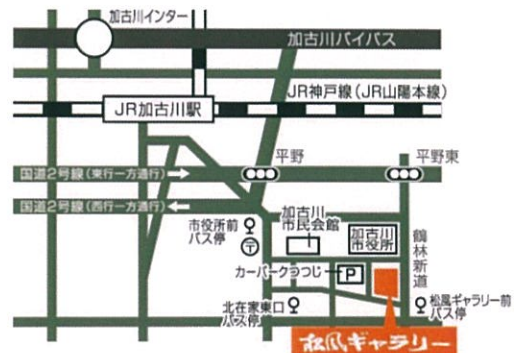 加古川インター
加古川バイパス
JR神戸線(JR山陽本線)
JR加古川駅
平野
平野東
国道2号線(東行一方通行)
国道2号線(西行一方通行)
市役所前
バス停
加古川
市民会館
加古川
市役所
鶴林新道
カーパークつつじ
P
北在家東口
バス停
松風ギャラリー前
バス停
松風ギャラリー